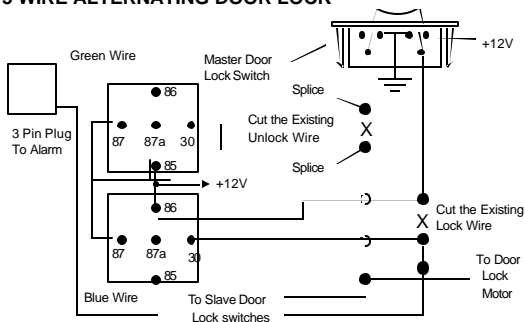 5 WIRE ALTERNATING DOOR LOCK
Green Wire
Master Door
Lock Switch
+12V
Splice
86
3 Pin Plug
To Alarm
87 87a 30
Cut the Existing
Unlock Wire
X
85
Splice
+12V
86
X
Cut the Existing
Lock Wire
87 87a 30
85
To Door
Lock
Motor
Blue Wire
To Slave Door
Lock switches